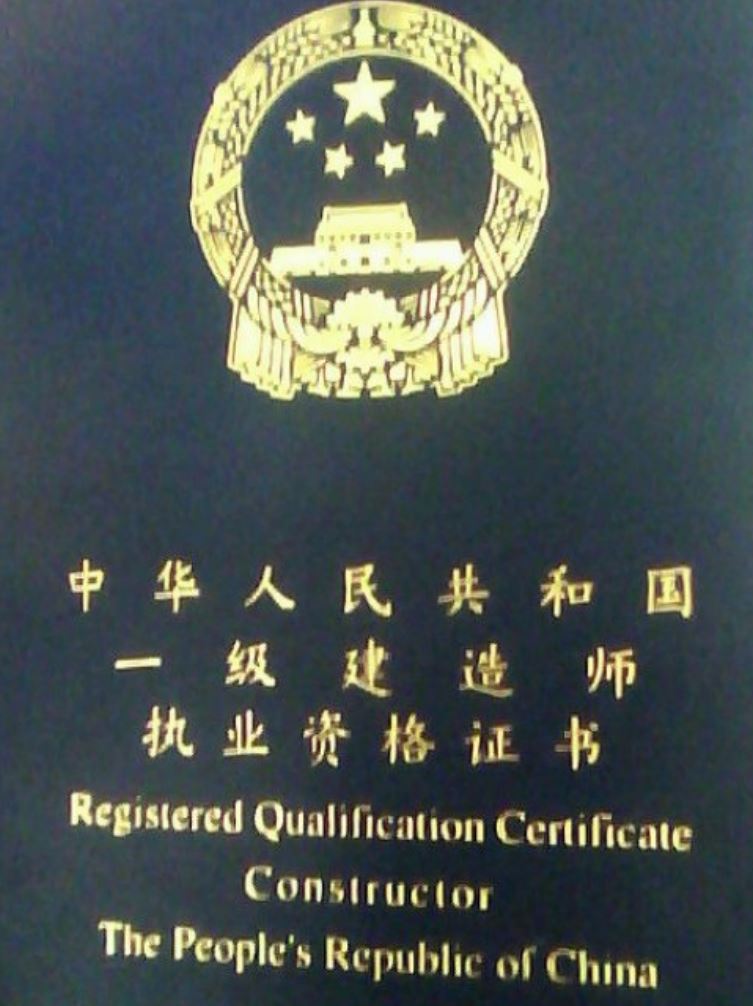 中华人民共和国
一级建造师
执业资格证书
Registered Qualification Certificate
Constructor
The People's Republic of China